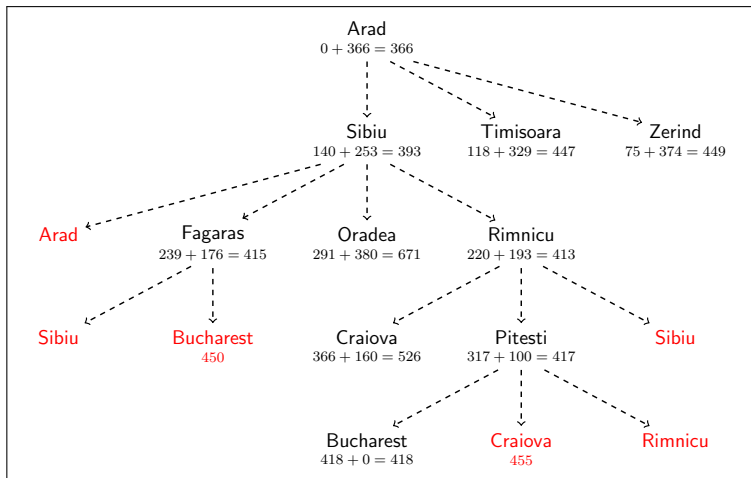 Arad
0 + 366 = 366
Sibiu
140 + 253 = 393
Timisoara
118 + 329 = 447
Zerind
75 + 374 = 449
Arad
Fagaras
239 + 176 = 415
Oradea
291 + 380 = 671
Rimnicu
220 + 193 = 413
Sibiu
Bucharest
450
Craiova
366 + 160 = 526
Pitesti
317 + 100 = 417
Sibiu
Bucharest
418 + 0 = 418
Craiova
455
Rimnicu